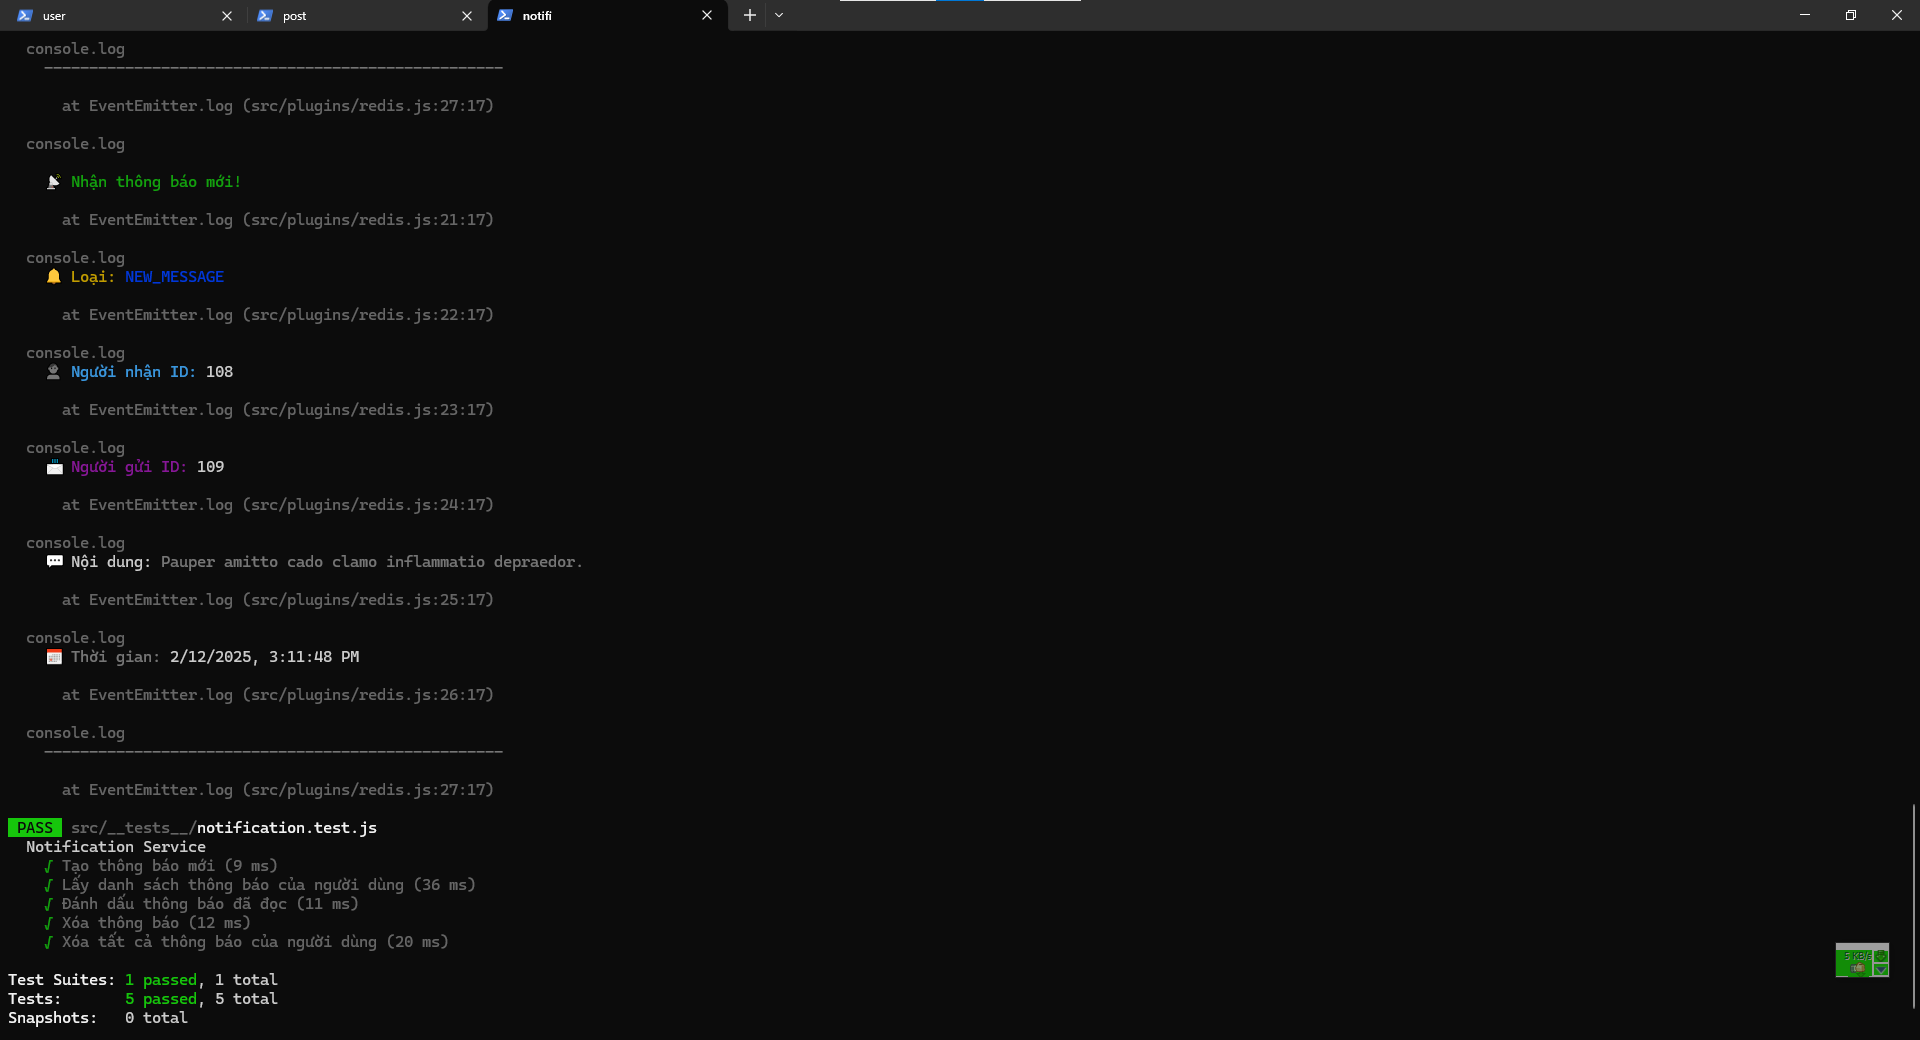 user
post
notifi
console.log
--------------------------------------------------
at EventEmitter.log (src/plugins/redis.js:27:17)
console.log
📡 Nhận thông báo mới!
at EventEmitter.log (src/plugins/redis.js:21:17)
console.log
🔔 Loại: NEW_MESSAGE
at EventEmitter.log (src/plugins/redis.js:22:17)
console.log
👤 Người nhận ID: 108
at EventEmitter.log (src/plugins/redis.js:23:17)
console.log
📨 Người gửi ID: 109
at EventEmitter.log (src/plugins/redis.js:24:17)
console.log
💬 Nội dung: Pauper amitto cado clamo inflammatio depraedor.
at EventEmitter.log (src/plugins/redis.js:25:17)
console.log
📅 Thời gian: 2/12/2025, 3:11:48 PM
at EventEmitter.log (src/plugins/redis.js:26:17)
console.log
--------------------------------------------------
at EventEmitter.log (src/plugins/redis.js:27:17)
PASS src/__tests__/notification.test.js
Notification Service
√ Tạo thông báo mới (9 ms)
√ Lấy danh sách thông báo của người dùng (36 ms)
√ Đánh dấu thông báo đã đọc (11 ms)
√ Xóa thông báo (12 ms)
√ Xóa tất cả thông báo của người dùng (20 ms)
Test Suites: 1 passed, 1 total
Tests: 5 passed, 5 total
Snapshots: 0 total